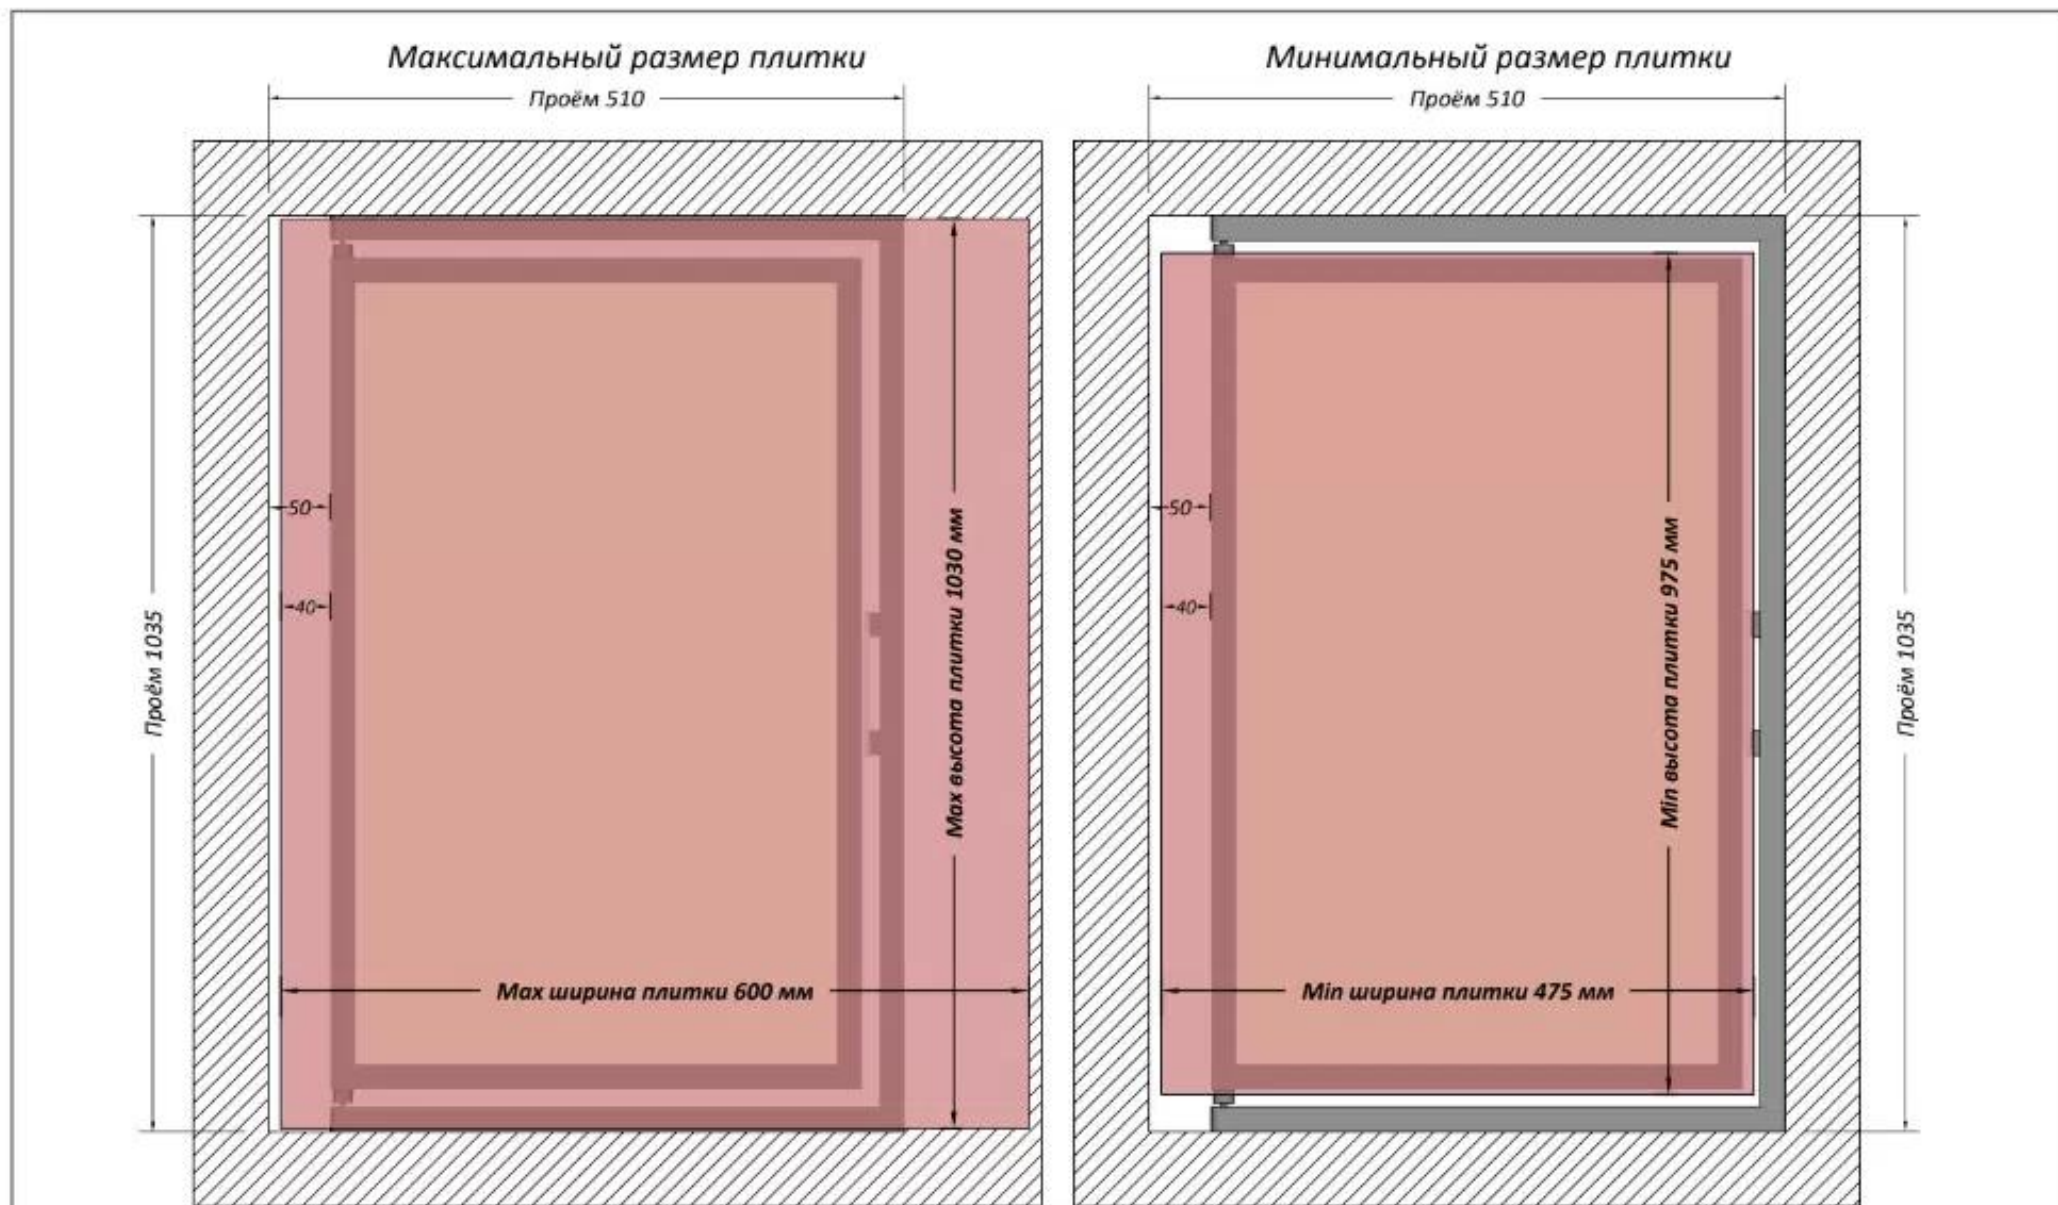 Максимальный размер плитки
Проём 510
50
40
Проём 1035
Max высота плитки 1030 мм
Max ширина плитки 600 мм
Минимальный размер плитки
Проём 510
50
40
Min высота плитки 975 мм
Min ширина плитки 475 мм
Проём 1035